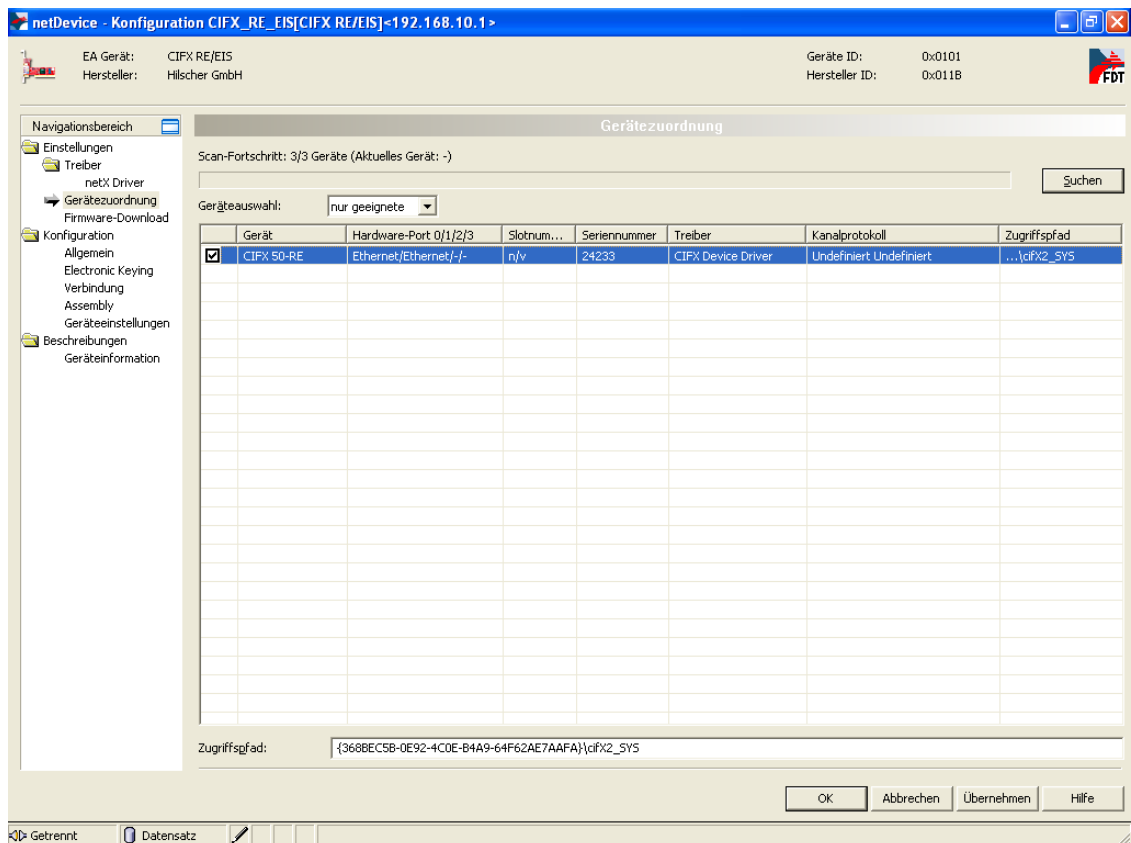 netDevice - Konfiguration CIFX_RE_EIS[CIFX RE/EIS]<192.168.10.1>
EA Gerät: CIFX RE/EIS Geräte ID: 0x0101
Hersteller: Hilscher GmbH Hersteller ID: 0x011B
FDT
Navigationsbereich
Gerätezuordnung
Einstellungen
Treiber
netX Driver
Gerätezuordnung
Firmware-Download
Konfiguration
Allgemein
Electronic Keying
Verbindung
Assembly
Geräteeinstellungen
Beschreibungen
Geräteinformation
Scan-Fortschritt: 3/3 Geräte (Aktuelles Gerät: -)
Suchen
Geräteauswahl: nur geeignete
Gerät Hardware-Port 0/1/2/3 Slotnum... Seriennummer Treiber Kanalprotokoll Zugriffspfad
CIFX 50-RE Ethernet/Ethernet/-/- n/v 24233 CIFX Device Driver Undefiniert Undefiniert ...\cifX2_SYS
Zugriffspfad: {368BEC5B-0E92-4C0E-B4A9-64F62AE7AAFA}\cifX2_SYS
OK Abbrechen Übernehmen Hilfe
Getrennt Datensatz